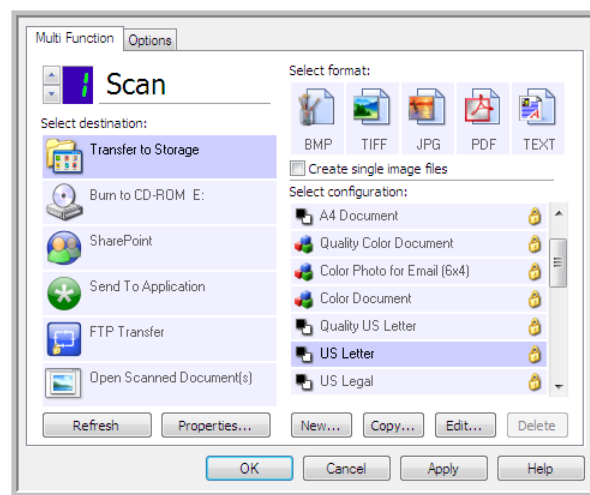 Multi Function
Options
1 Scan
Select destination:
Transfer to Storage
Burn to CD-ROM E:
SharePoint
Send To Application
FTP Transfer
Open Scanned Document(s)
Refresh
Properties...
Select format:
BMP TIFF JPG PDF TEXT
Create single image files
Select configuration:
A4 Document
Quality Color Document
Color Photo for Email (6x4)
Color Document
Quality US Letter
US Letter
US Legal
New... Copy... Edit... Delete
OK Cancel Apply Help